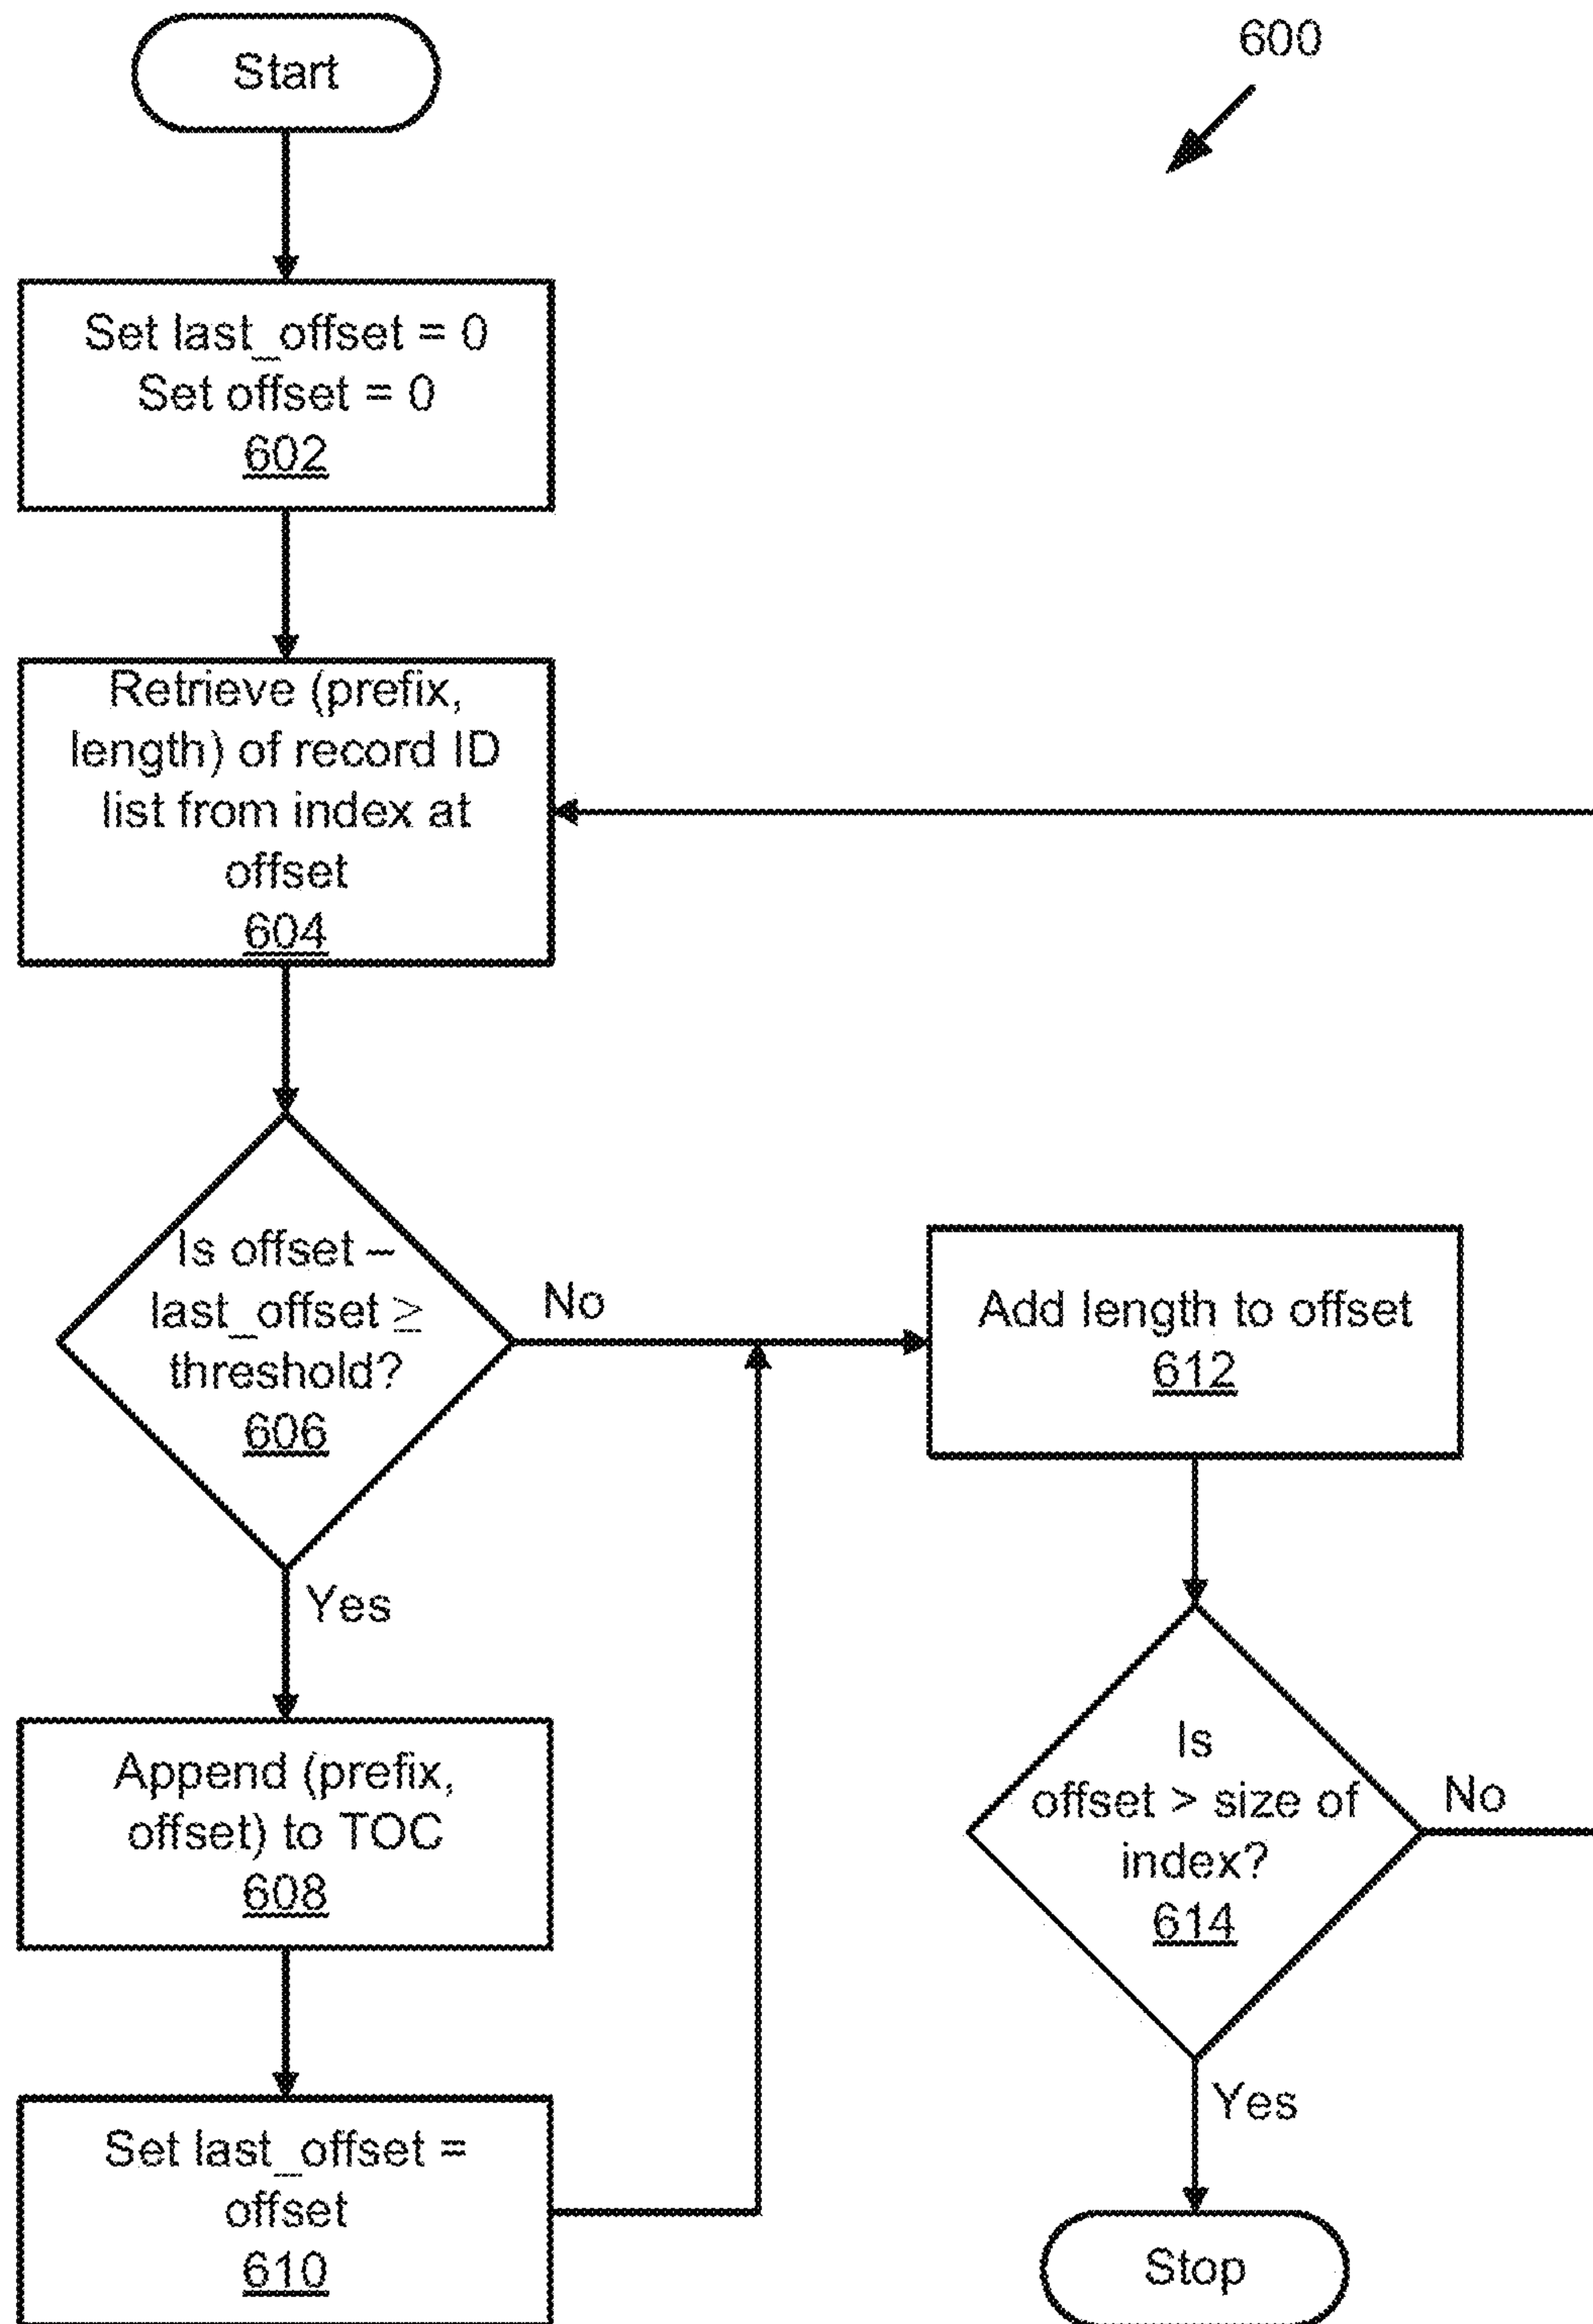 600
Start
Set last_offset = 0
Set offset = 0
602
Retrieve (prefix,
length) of record ID
list from index at
offset
604
Is offset –
last_offset ≥
threshold?
606
No
Yes
Append (prefix,
offset) to TOC
608
Set last_offset =
offset
610
Add length to offset
612
Is
offset > size of
index?
614
No
Yes
Stop